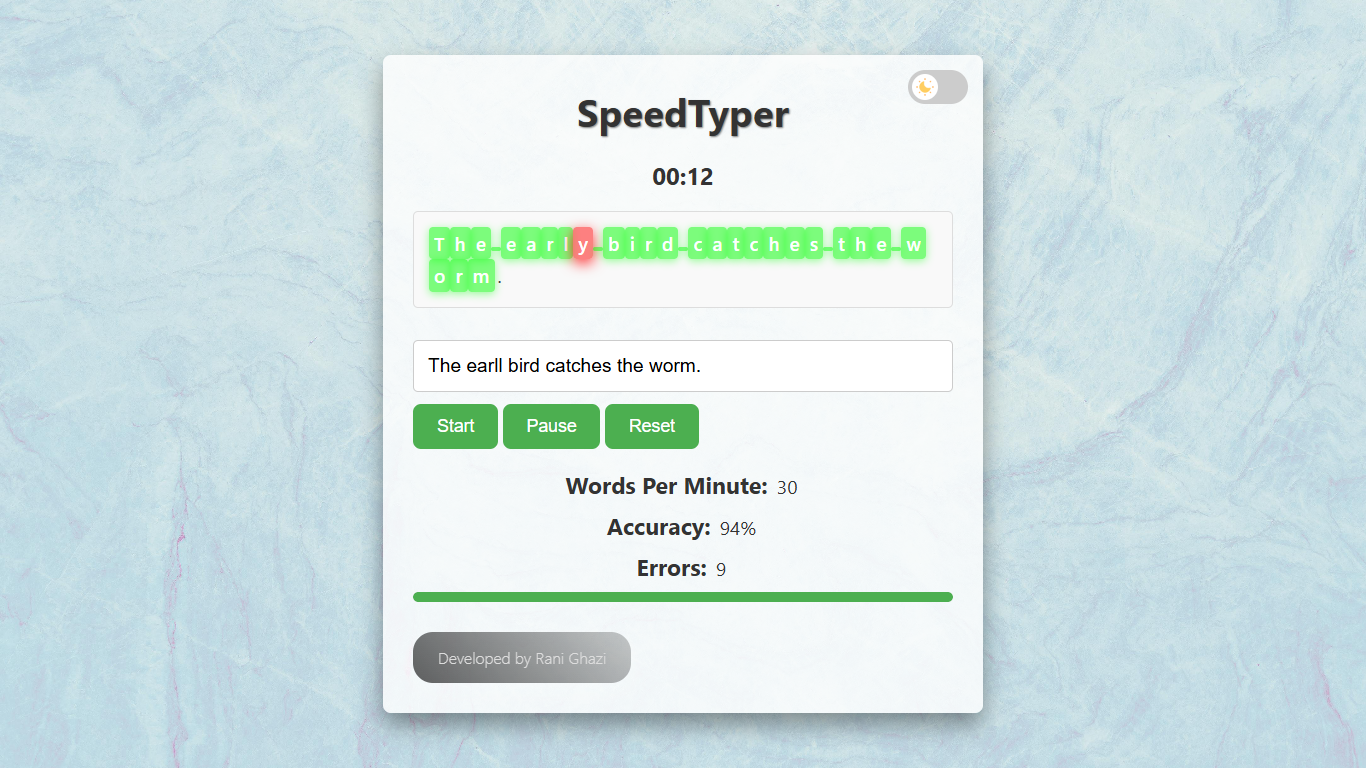 SpeedTyper
00:12
The early bird catches the w
orm.
The earll bird catches the worm.
Start Pause Reset
Words Per Minute: 30
Accuracy: 94%
Errors: 9
Developed by Rani Ghazi